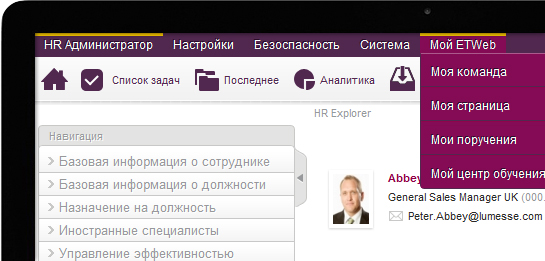 HR Администратор Настройки Безопасность Система Мой ETWeb
Список задач Последнее Аналитика
Моя команда
Моя страница
Мои поручения
Мой центр обучения
HR Explorer
Навигация
Базовая информация о сотруднике
Базовая информация о должности
Назначение на должность
Иностранные специалисты
Управление эффективностью
Abbey
General Sales Manager UK (000.
Peter.Abbey@lumesse.com